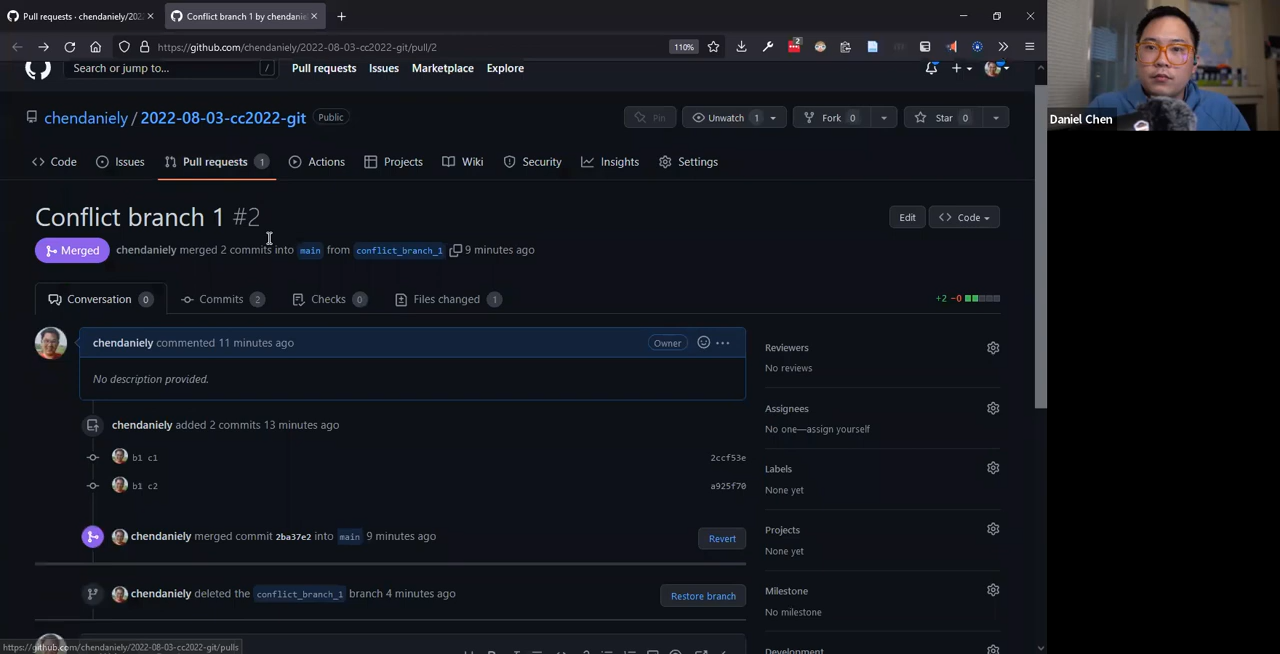 Pull requests · chendaniely/202
Conflict branch 1 by chendanie
https://github.com/chendaniely/2022-08-03-cc2022-git/pull/2
110%
2
Search or jump to...
/
Pull requests
Issues
Marketplace
Explore
chendaniely / 2022-08-03-cc2022-git
Public
Pin
Unwatch 1
Fork 0
Star 0
Code
Issues
Pull requests 1
Actions
Projects
Wiki
Security
Insights
Settings
Conflict branch 1 #2
Edit
Code
Merged
chendaniely merged 2 commits into main from conflict_branch_1 9 minutes ago
Conversation 0
Commits 2
Checks 0
Files changed 1
+2 −0
chendaniely commented 11 minutes ago
Owner
No description provided.
chendaniely added 2 commits 13 minutes ago
b1 c1
2ccf53e
b1 c2
a925f70
chendaniely merged commit 2ba37e2 into main 9 minutes ago
Revert
chendaniely deleted the conflict_branch_1 branch 4 minutes ago
Restore branch
Reviewers
No reviews
Assignees
No one—assign yourself
Labels
None yet
Projects
None yet
Milestone
No milestone
Development
https://github.com/chendaniely/2022-08-03-cc2022-git/pulls
Daniel Chen